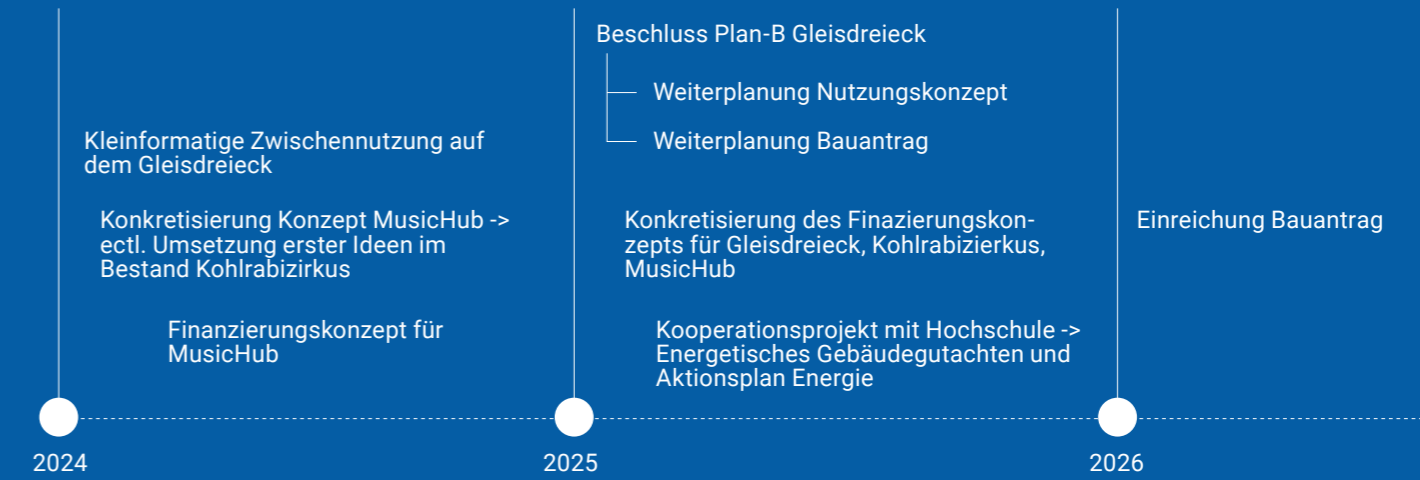 Kleinformatige Zwischennutzung auf
dem Gleisdreieck
Konkretisierung Konzept MusicHub ->
ectl. Umsetzung erster Ideen im
Bestand Kohlrabizirkus
Finanzierungskonzept für
MusicHub
Beschluss Plan-B Gleisdreieck
Weiterplanung Nutzungskonzept
Weiterplanung Bauantrag
Konkretisierung des Finazierungskon-
zepts für Gleisdreieck, Kohlrabizierkus,
MusicHub
Kooperationsprojekt mit Hochschule ->
Energetisches Gebäudegutachten und
Aktionsplan Energie
Einreichung Bauantrag
2024
2025
2026